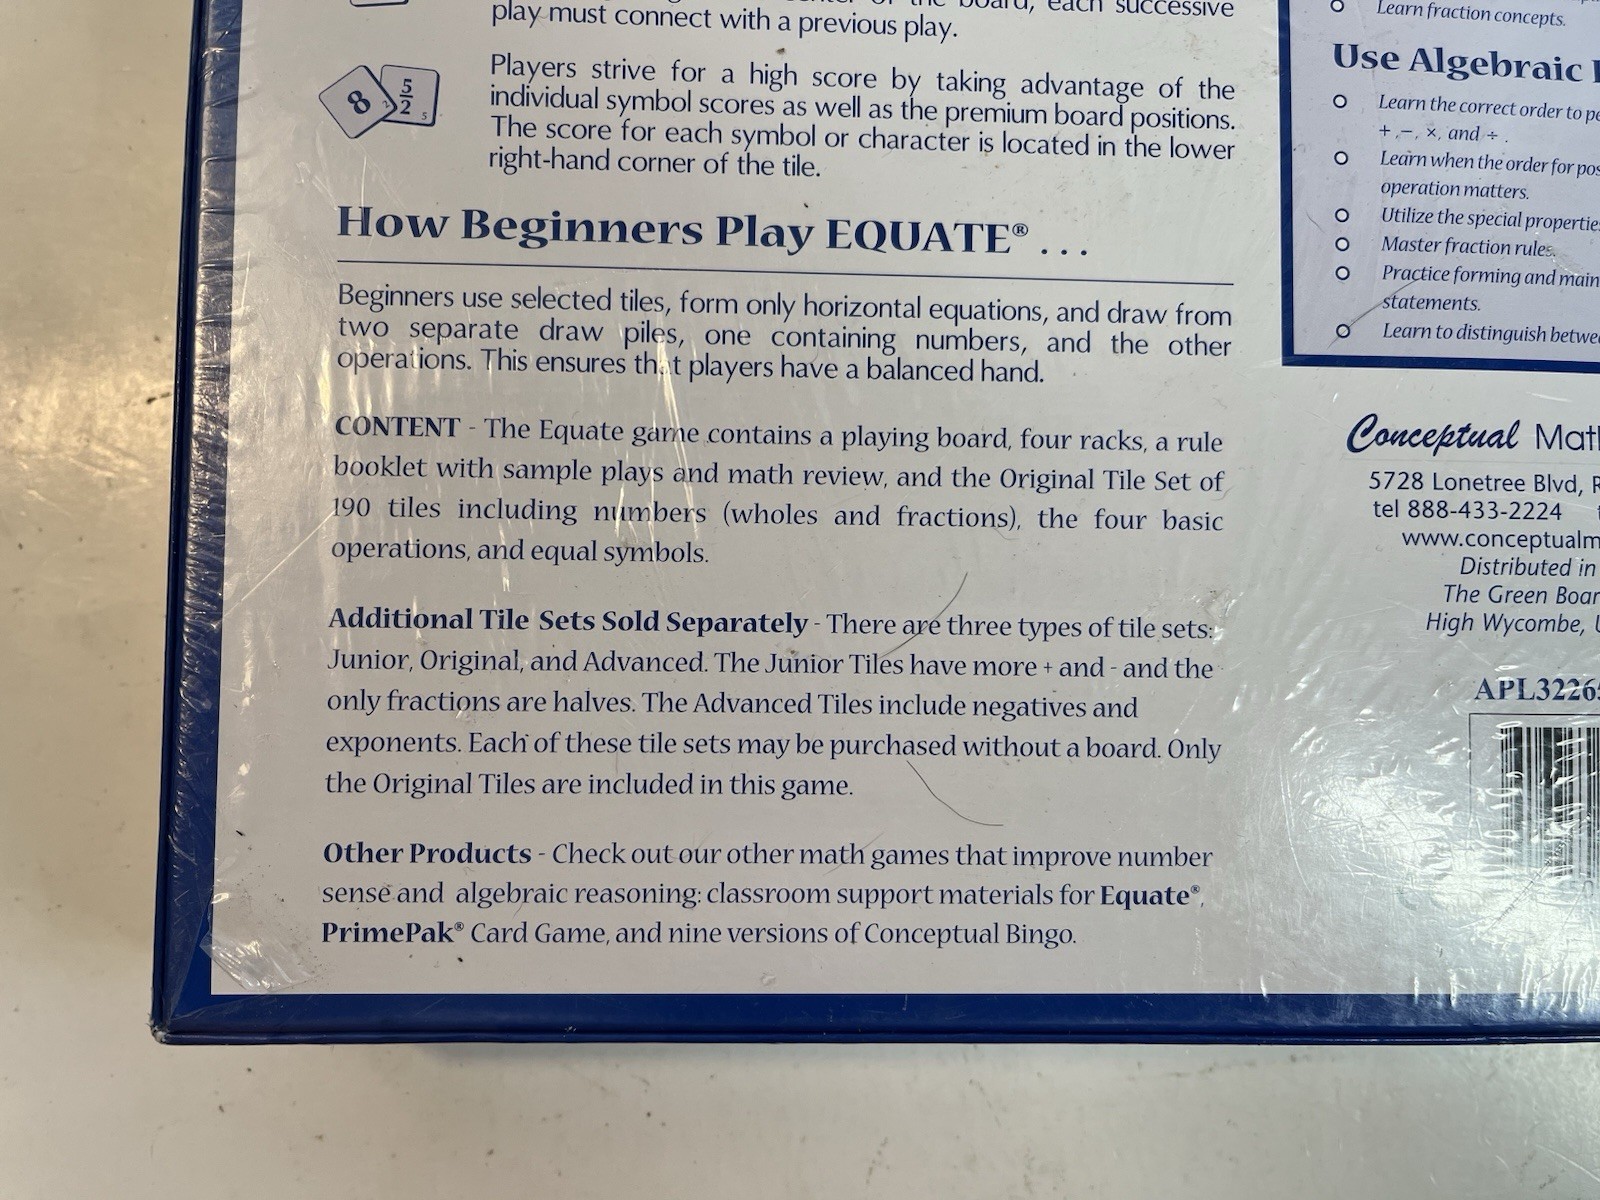 the board, each successive
play must connect with a previous play.
8 2
5
2 5
Players strive for a high score by taking advantage of the
individual symbol scores as well as the premium board positions.
The score for each symbol or character is located in the lower
right-hand corner of the tile.
How Beginners Play EQUATE® . . .
Beginners use selected tiles, form only horizontal equations, and draw from
two separate draw piles, one containing numbers, and the other
operations. This ensures that players have a balanced hand.
CONTENT - The Equate game contains a playing board, four racks, a rule
booklet with sample plays and math review, and the Original Tile Set of
190 tiles including numbers (wholes and fractions), the four basic
operations, and equal symbols.
Additional Tile Sets Sold Separately - There are three types of tile sets:
Junior, Original, and Advanced. The Junior Tiles have more + and - and the
only fractions are halves. The Advanced Tiles include negatives and
exponents. Each of these tile sets may be purchased without a board. Only
the Original Tiles are included in this game.
Other Products - Check out our other math games that improve number
sense and algebraic reasoning: classroom support materials for Equate®,
PrimePak® Card Game, and nine versions of Conceptual Bingo.
Learn fraction concepts.
Use Algebraic
Learn the correct order to
+, -, ×, and ÷ .
Learn when the order for
operation matters.
Utilize the special
Master fraction rules.
Practice forming and
statements.
Learn to distinguish
Conceptual
5728 Lonetree Blvd,
tel 888-433-2224
Distributed in
The Green
High Wycombe,